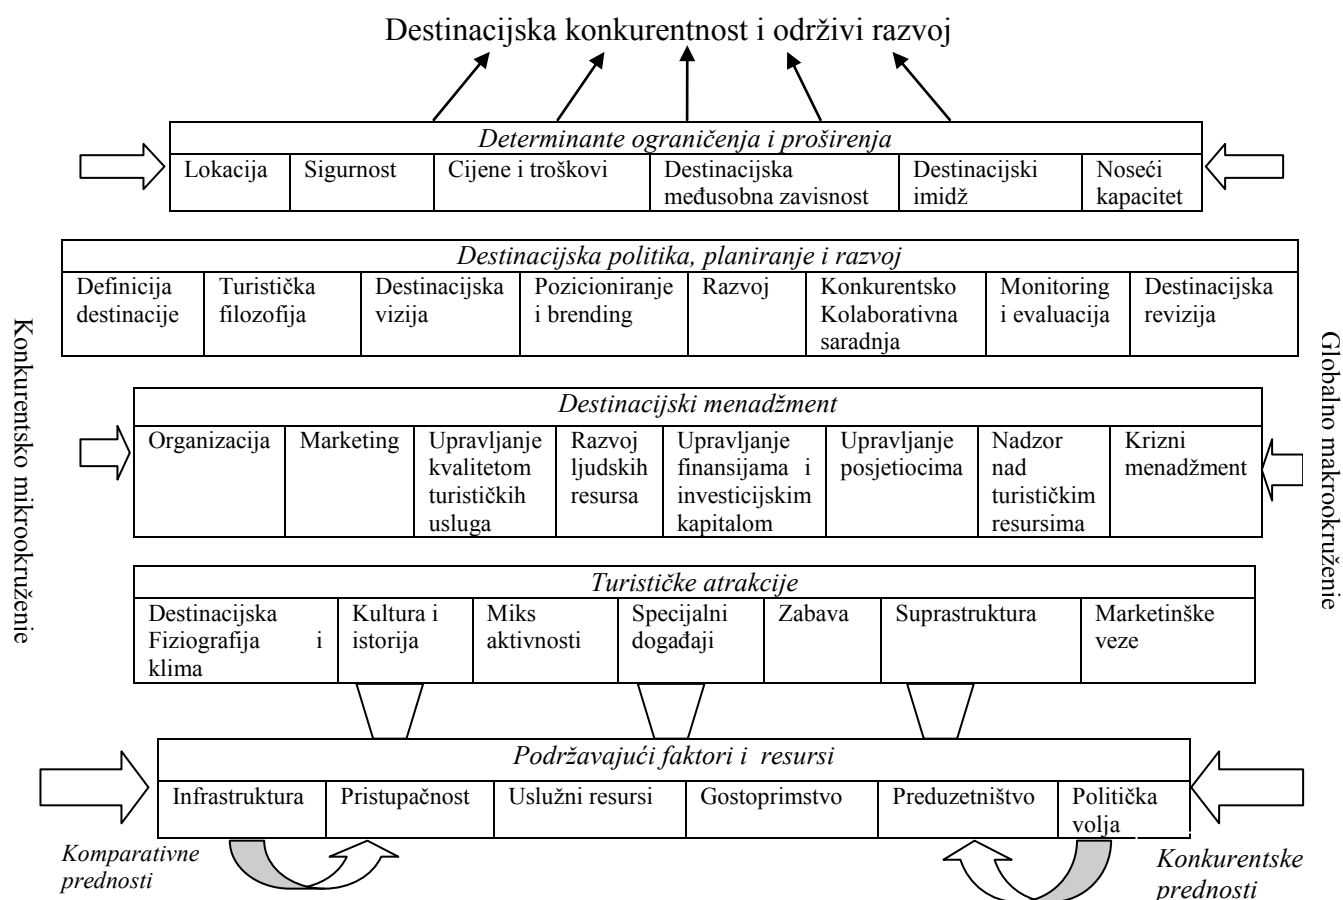 Destinacijska konkurentnost i održivi razvoj
Determinante ograničenja i proširenja
Lokacija
Sigurnost
Cijene i troškovi
Destinacijska
međusobna zavisnost
Destinacijski
imidž
Noseći
kapacitet
Destinacijska politika, planiranje i razvoj
Definicija
destinacije
Turistička
filozofija
Destinacijska
vizija
Pozicioniranje
i brending
Razvoj
Konkurentsko
Kolaborativna
saradnja
Monitoring
i evaluacija
Destinacijska
revizija
Konkurentsko mikrookruženie
Globalno makrookruženie
Destinacijski menadžment
Organizacija
Marketing
Upravljanje
kvalitetom
turističkih
usluga
Razvoj
ljudskih
resursa
Upravljanje
finansijama i
investicijskim
kapitalom
Upravljanje
posjetiocima
Nadzor
nad
turističkim
resursima
Krizni
menadžment
Turističke atrakcije
Destinacijska
Fiziografija i
klima
Kultura i
istorija
Miks
aktivnosti
Specijalni
događaji
Zabava
Suprastruktura
Marketinške
veze
Podržavajući faktori i resursi
Infrastruktura
Pristupačnost
Uslužni resursi
Gostoprimstvo
Preduzetništvo
Politička
volja
Komparativne
prednosti
Konkurentske
prednosti